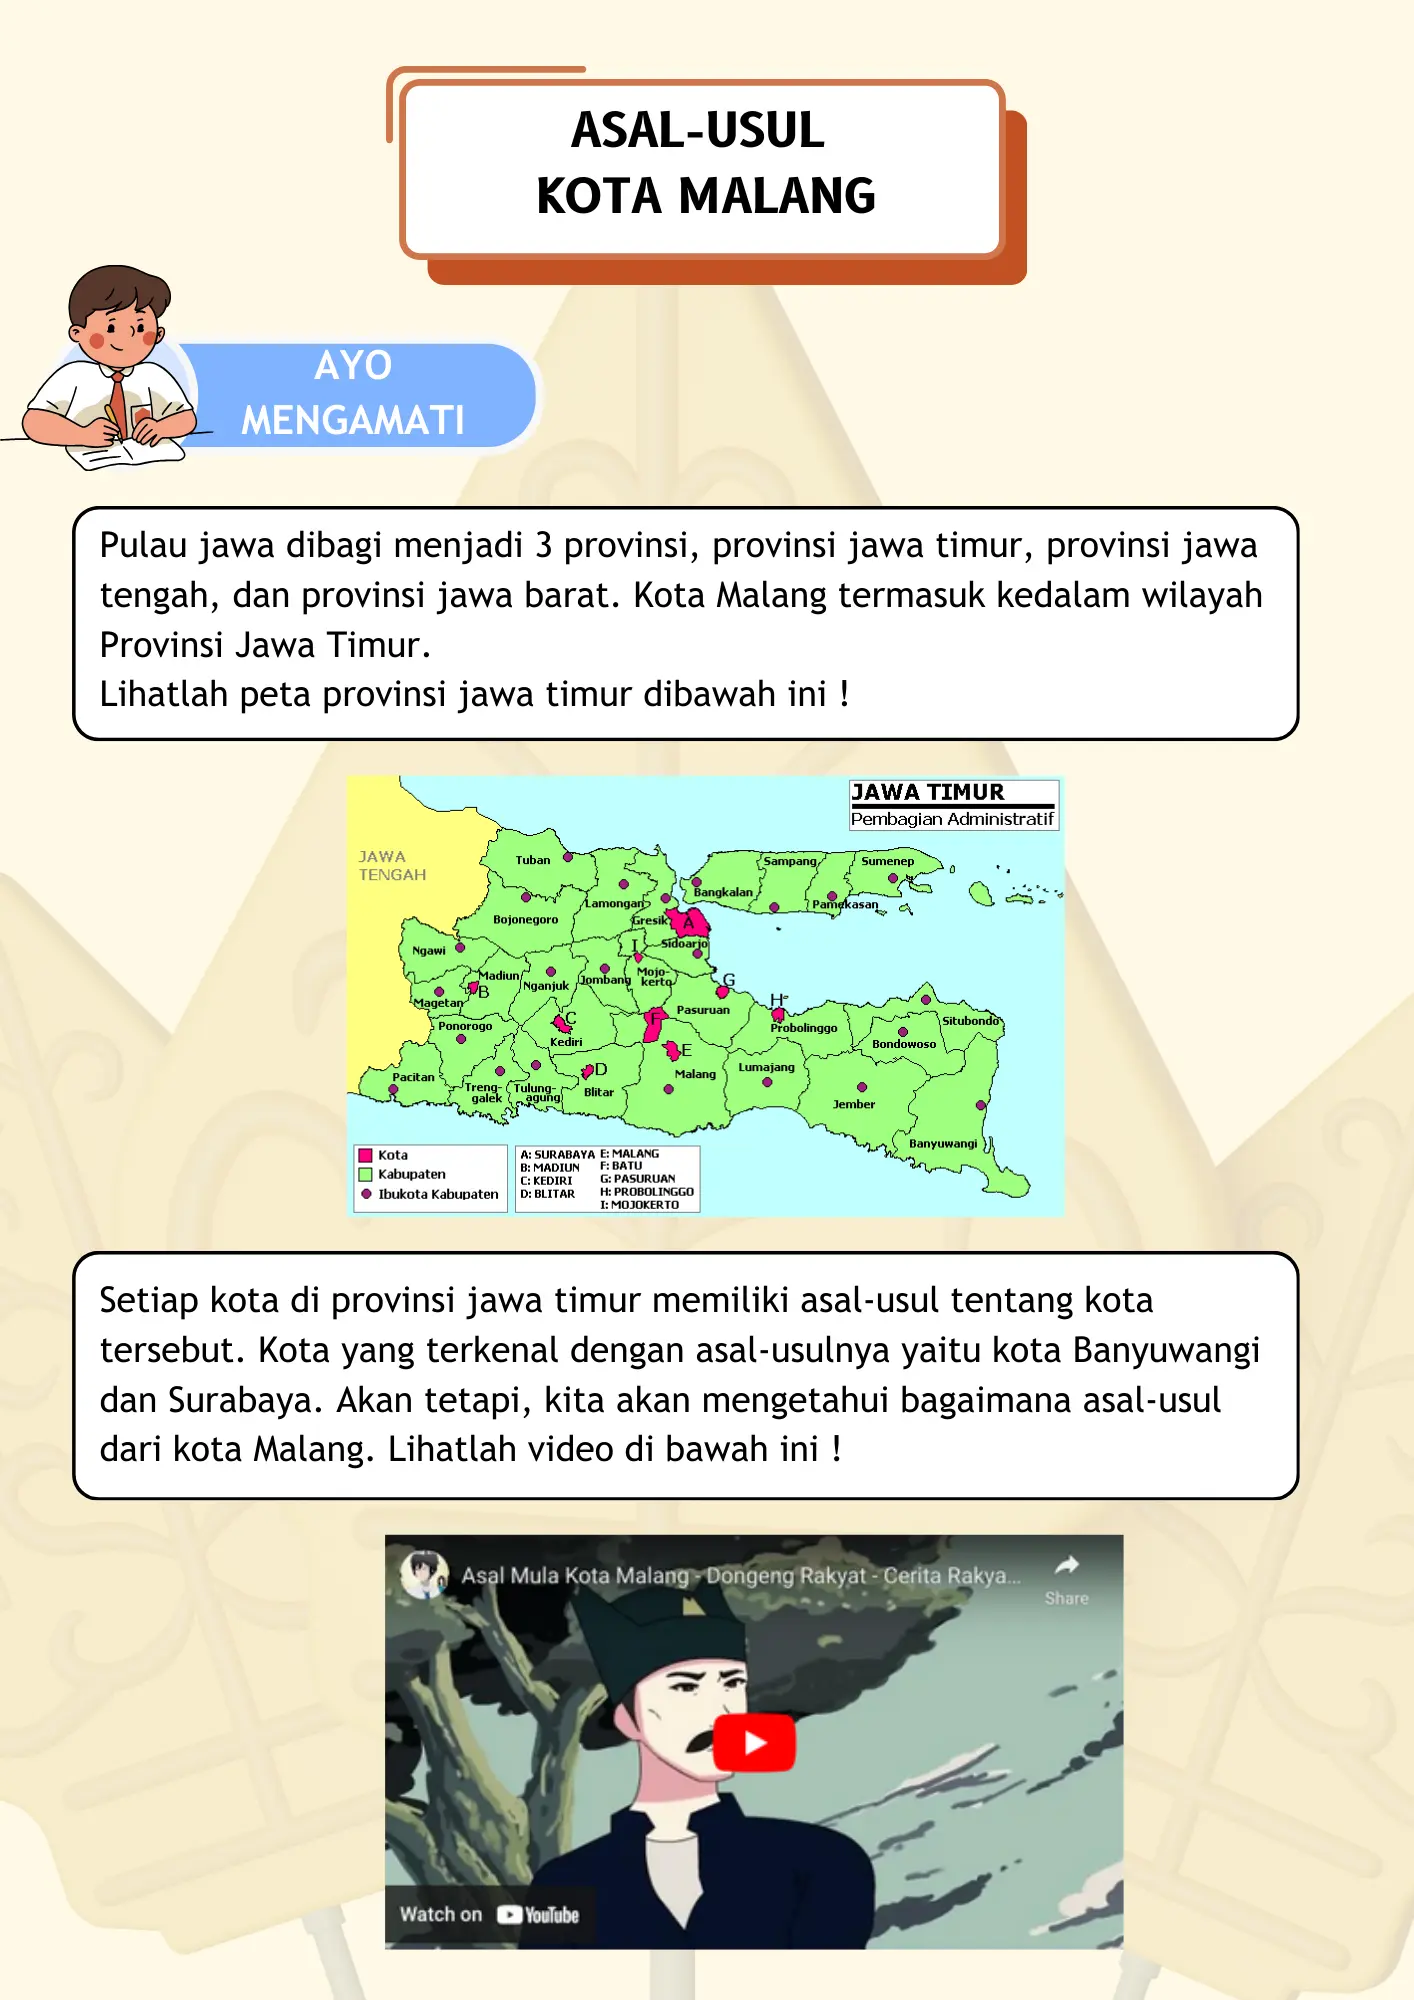 ASAL-USUL
KOTA MALANG
AYO
MENGAMATI
Pulau jawa dibagi menjadi 3 provinsi, provinsi jawa timur, provinsi jawa
tengah, dan provinsi jawa barat. Kota Malang termasuk kedalam wilayah
Provinsi Jawa Timur.
Lihatlah peta provinsi jawa timur dibawah ini !
JAWA TIMUR
Pembagian Administratif
JAWA
TENGAH
Tuban
Sampang
Sumenep
Bangkalan
Lamongan
Pamekasan
Bojonegoro
Gresik
A
I
Sidoarjo
Ngawi
Madiun
B
Nganjuk
Jombang
Mojo-
kerto
G
Magetan
Pasuruan
H
Ponorogo
C
F
Probolinggo
Situbondo
Kediri
E
Bondowoso
Pacitan
D
Malang
Lumajang
Treng-
galek
Tulung-
agung
Blitar
Jember
Banyuwangi
Kota
Kabupaten
Ibukota Kabupaten
A: SURABAYA E: MALANG
B: MADIUN F: BATU
C: KEDIRI G: PASURUAN
D: BLITAR H: PROBOLINGGO
I: MOJOKERTO
Setiap kota di provinsi jawa timur memiliki asal-usul tentang kota
tersebut. Kota yang terkenal dengan asal-usulnya yaitu kota Banyuwangi
dan Surabaya. Akan tetapi, kita akan mengetahui bagaimana asal-usul
dari kota Malang. Lihatlah video di bawah ini !
Asal Mula Kota Malang - Dongeng Rakyat - Cerita Rakya...
Share
Watch on YouTube